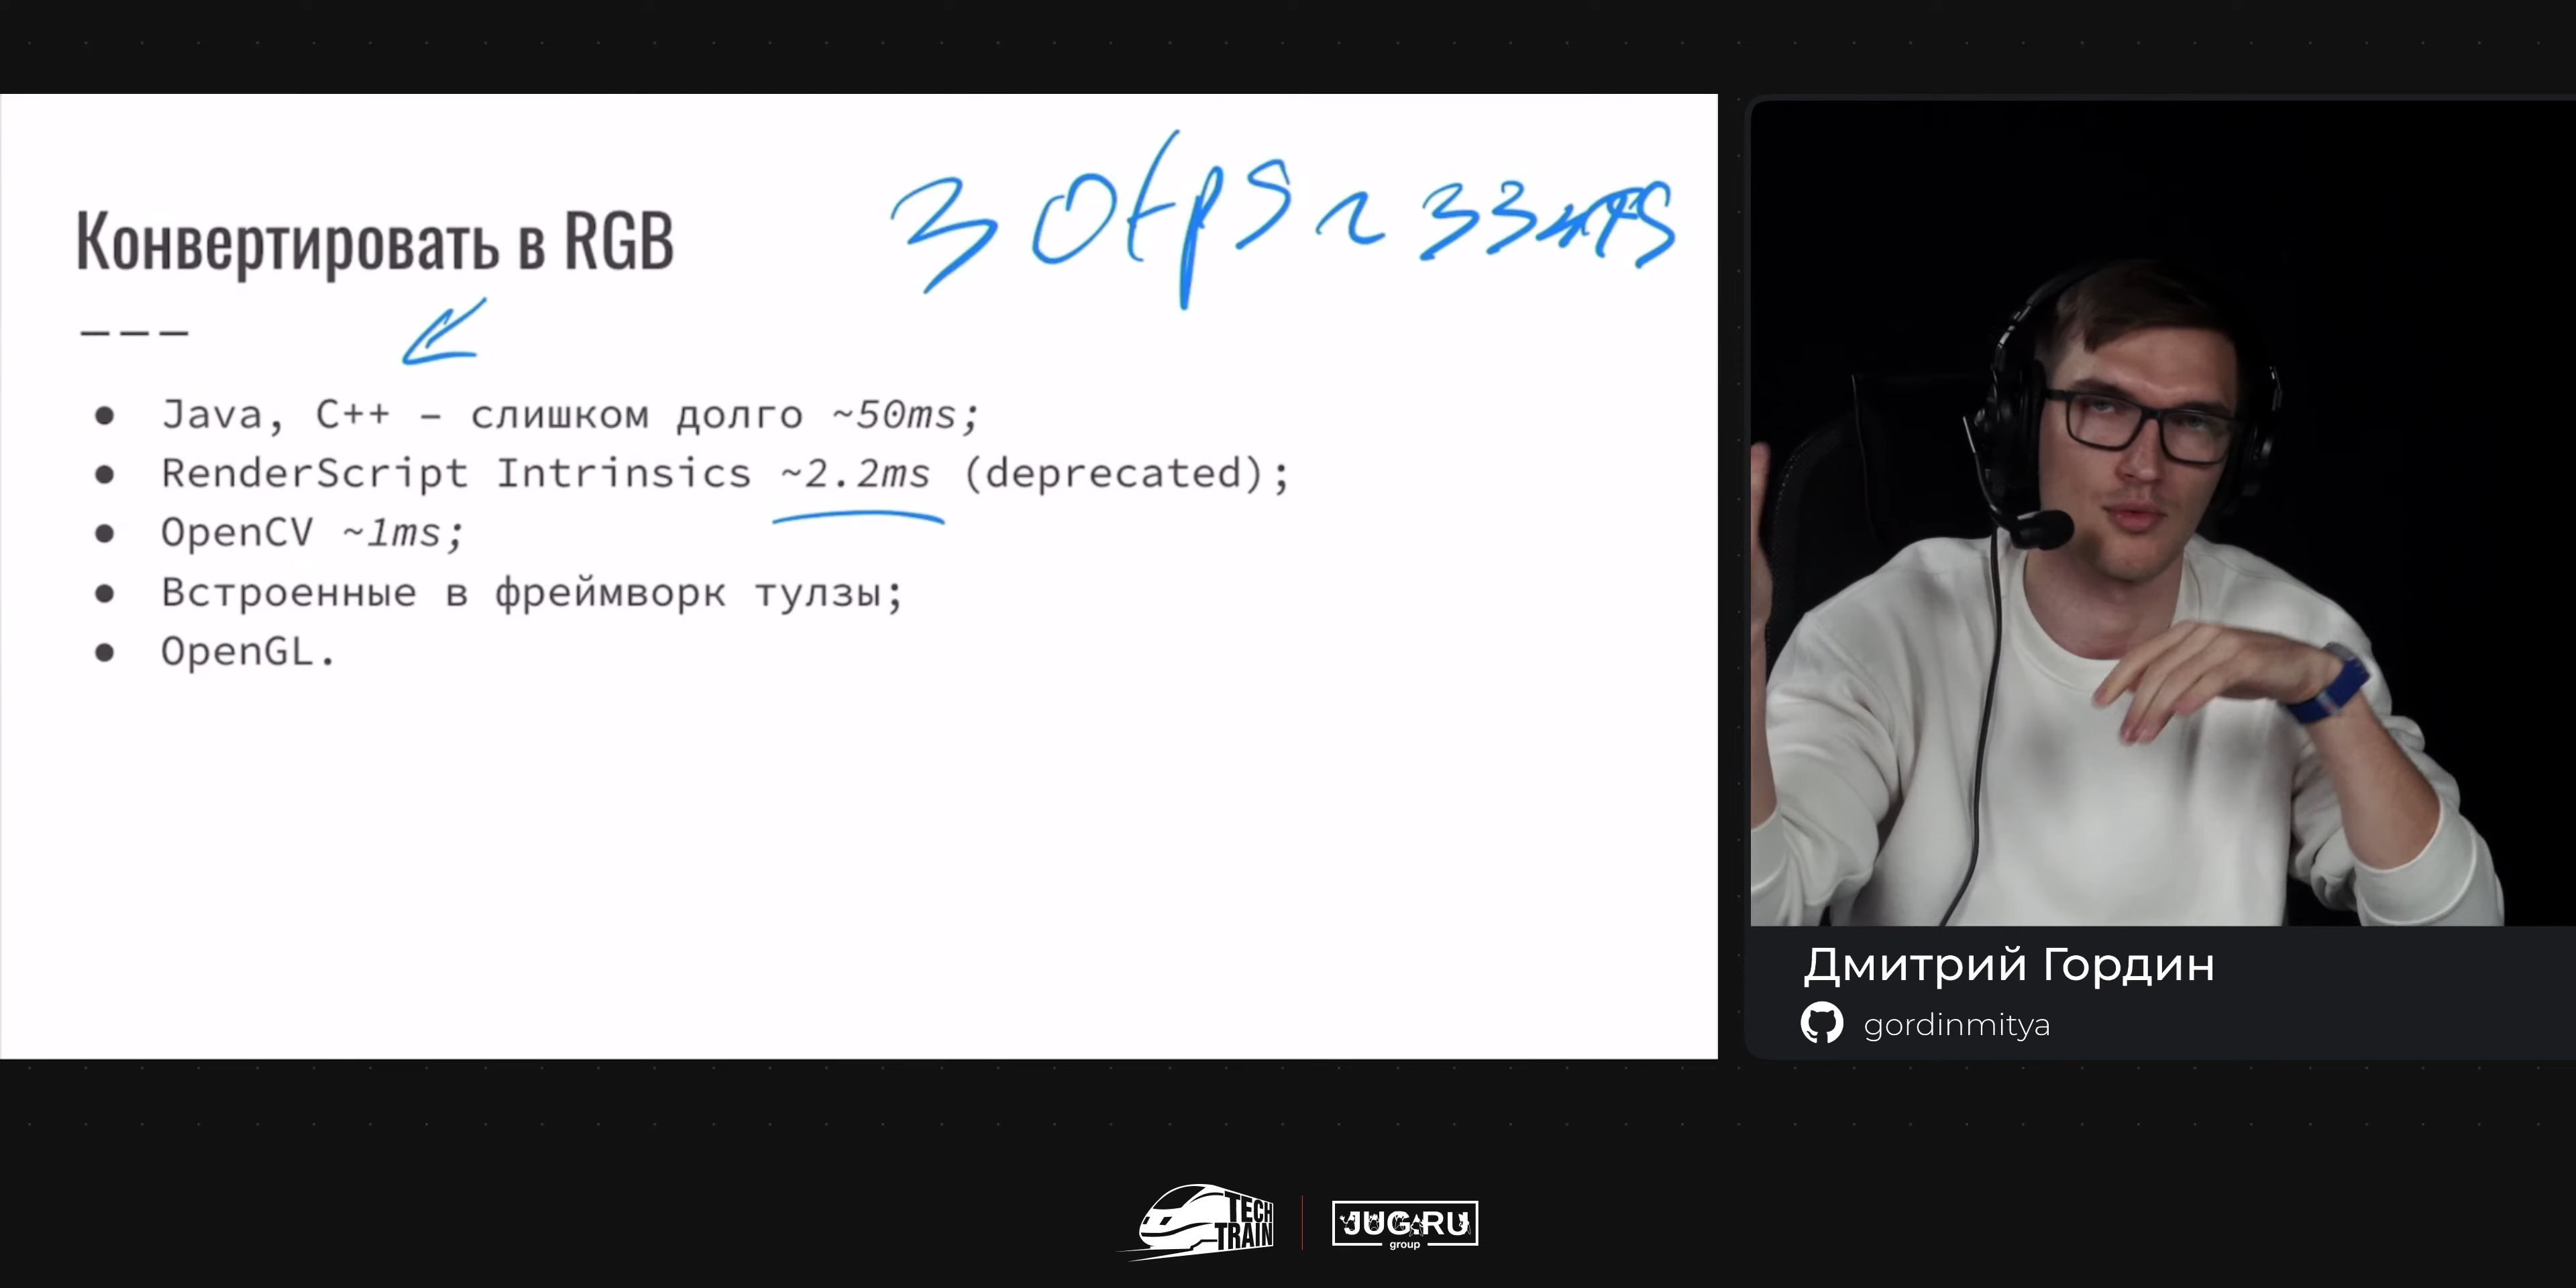 30fps ~ 33ms
Конвертировать в RGB
---
● Java, C++ – слишком долго ~50ms;
● RenderScript Intrinsics ~2.2ms (deprecated);
● OpenCV ~1ms;
● Встроенные в фреймворк тулзы;
● OpenGL.
Дмитрий Гордин
gordinmitya
TECH
TRAIN
JUG.RU
group